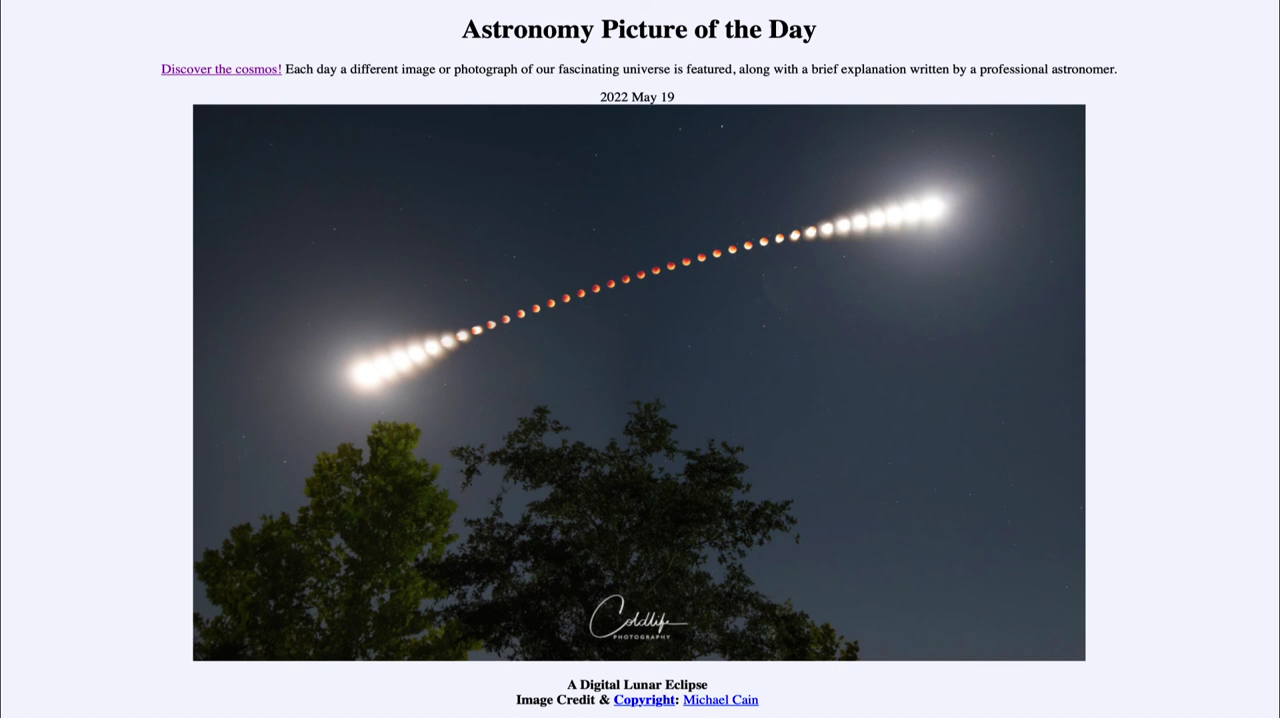 Astronomy Picture of the Day
Discover the cosmos! Each day a different image or photograph of our fascinating universe is featured, along with a brief explanation written by a professional astronomer.
2022 May 19
Coldlife
PHOTOGRAPHY
A Digital Lunar Eclipse
Image Credit & Copyright: Michael Cain